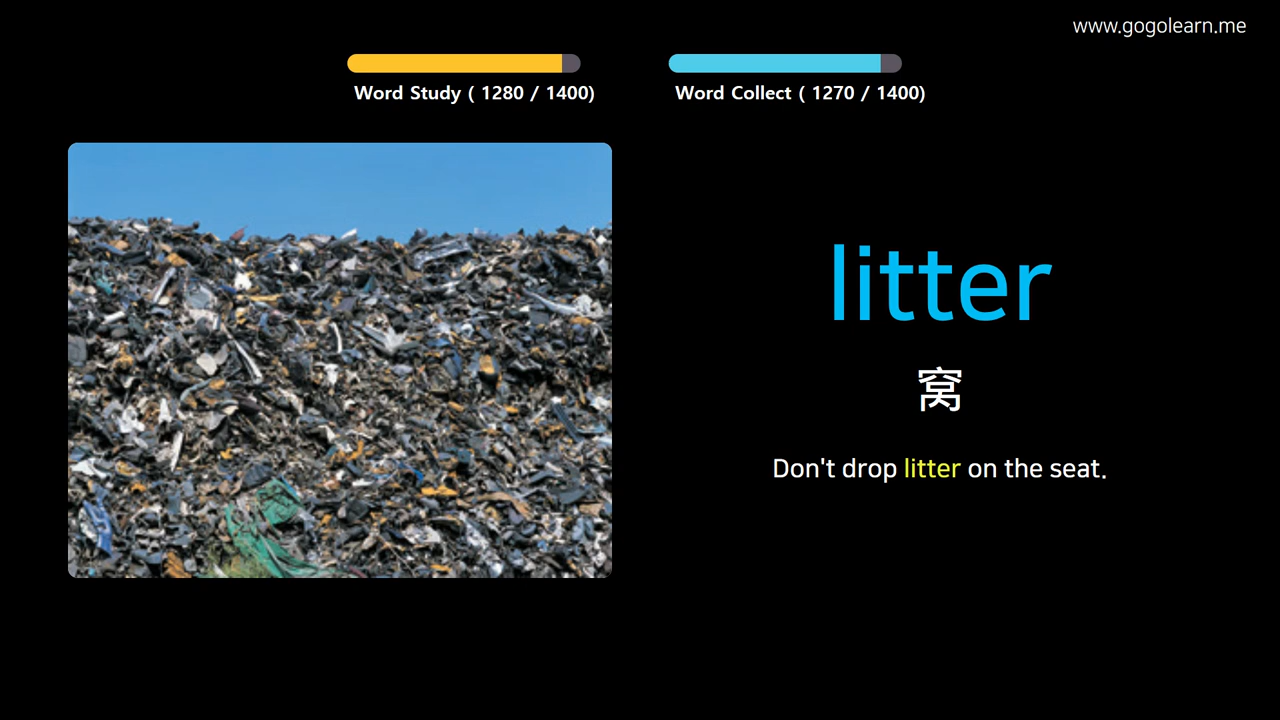 www.gogolearn.me
Word Study ( 1280 / 1400)
Word Collect ( 1270 / 1400)
litter
窝
Don't drop litter on the seat.